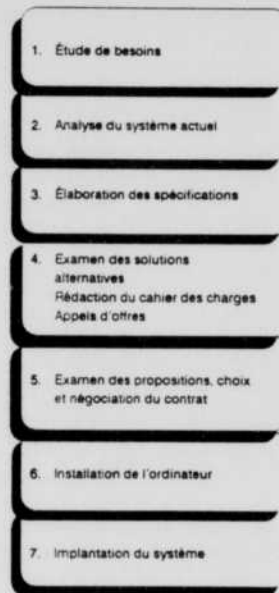 1. Étude de besoins
2. Analyse du système actuel
3. Élaboration des spécifications
4. Examen des solutions
alternatives
Rédaction du cahier des charges
Appels d'offres
5. Examen des propositions, choix
et négociation du contrat
6. Installation de l'ordinateur
7. Implantation du système